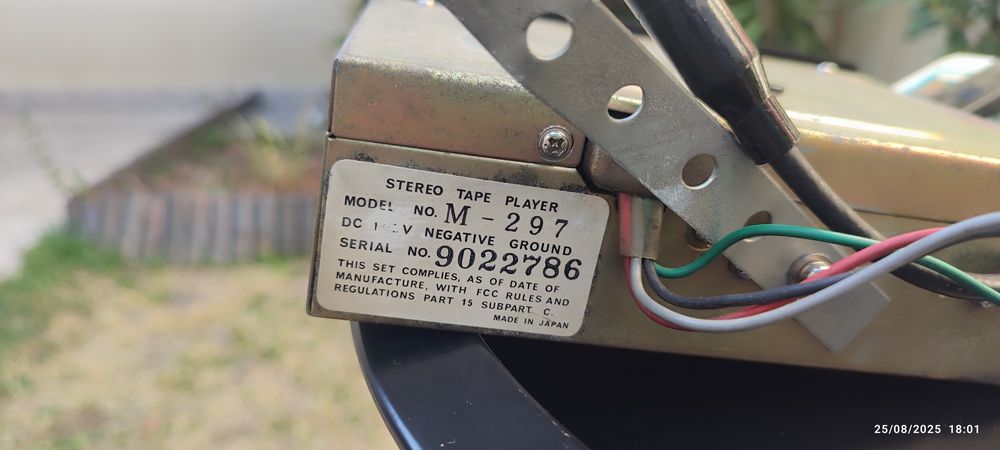 STEREO TAPE PLAYER
MODEL NO. M-297
DC 1 V NEGATIVE GROUND
SERIAL NO. 9022786
THIS SET COMPLIES, AS OF DATE OF
MANUFACTURE, WITH FCC RULES AND
REGULATIONS PART 15 SUBPART C.
MADE IN JAPAN
25/08/2025 18:01